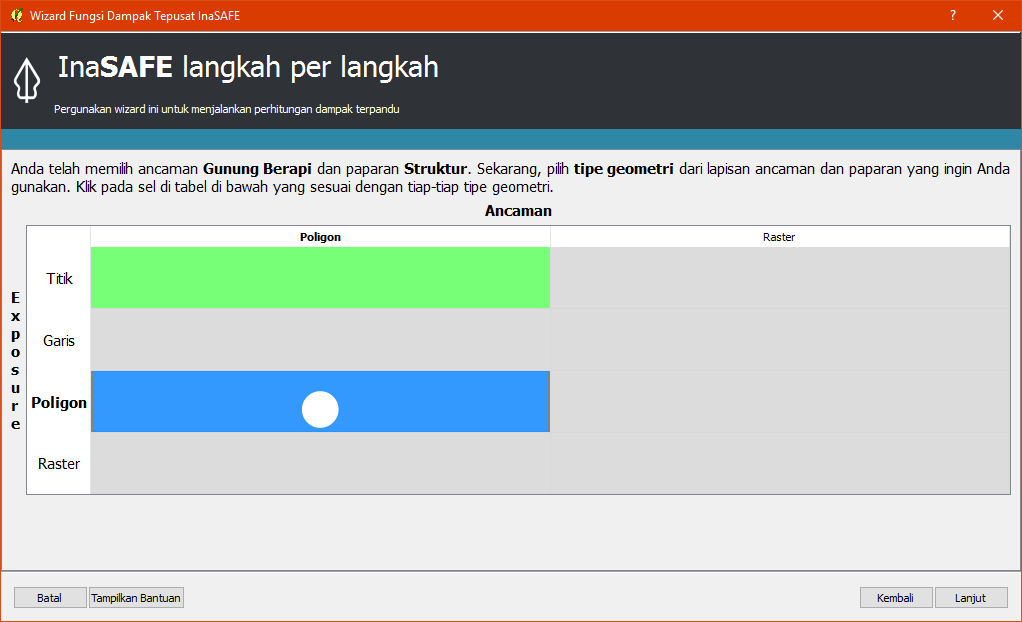 Wizard Fungsi Dampak Tepusat InaSAFE
InaSAFE langkah per langkah
Pergunakan wizard ini untuk menjalankan perhitungan dampak terpandu
Anda telah memilih ancaman Gunung Berapi dan paparan Struktur. Sekarang, pilih tipe geometri dari lapisan ancaman dan paparan yang ingin Anda
gunakan. Klik pada sel di tabel di bawah yang sesuai dengan tiap-tiap tipe geometri.
Ancaman
Poligon Raster
Exposure
Titik
Garis
Poligon
Raster
Batal Tampilkan Bantuan Kembali Lanjut